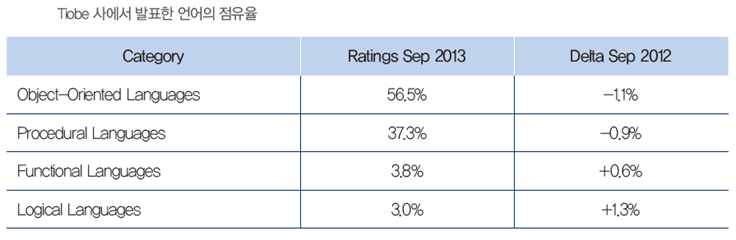 Tiobe 사에서 발표한 언어의 점유율
Category Ratings Sep 2013 Delta Sep 2012
Object-Oriented Languages 56.5% -1.1%
Procedural Languages 37.3% -0.9%
Functional Languages 3.8% +0.6%
Logical Languages 3.0% +1.3%